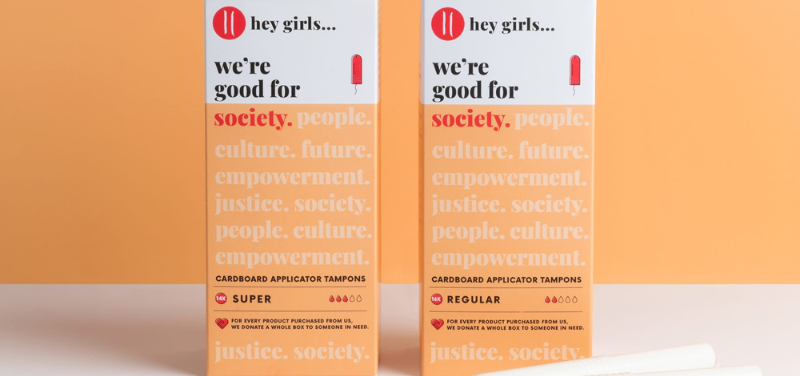 hey girls...
we're
good for
society. people.
culture. future.
empowerment.
justice. society.
people. culture.
empowerment.
CARDBOARD APPLICATOR TAMPONS
14X SUPER
FOR EVERY PRODUCT PURCHASED FROM US,
WE DONATE A WHOLE BOX TO SOMEONE IN NEED.
justice. society.
hey girls...
we're
good for
society. people.
culture. future.
empowerment.
justice. society.
people. culture.
empowerment.
CARDBOARD APPLICATOR TAMPONS
14X REGULAR
FOR EVERY PRODUCT PURCHASED FROM US,
WE DONATE A WHOLE BOX TO SOMEONE IN NEED.
justice. society.